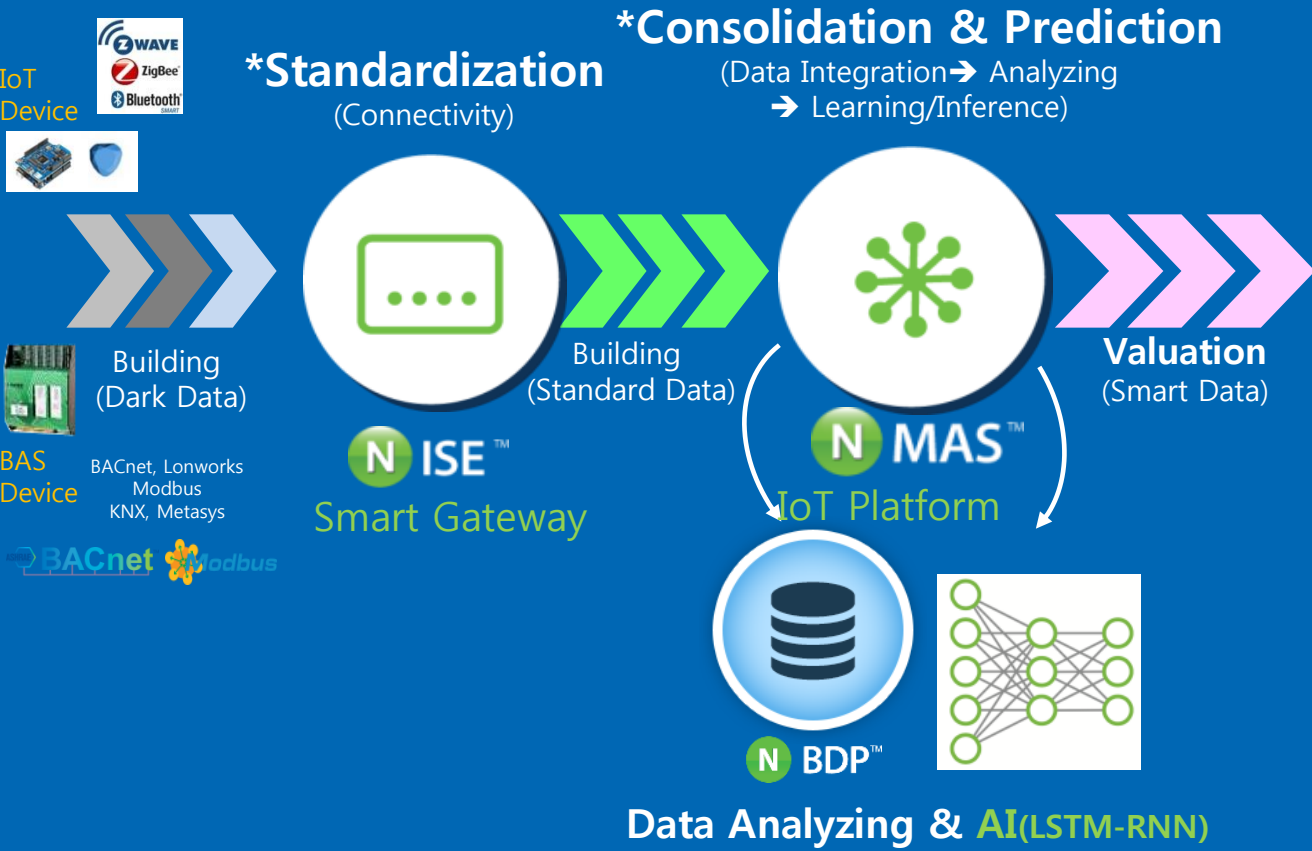 *Consolidation & Prediction
(Data Integration➔ Analyzing
➔ Learning/Inference)
*Standardization
(Connectivity)
IoT
Device
Z WAVE
ZigBee
Bluetooth
SMART
Building
(Dark Data)
BAS
Device
BACnet, Lonworks
Modbus
KNX, Metasys
BACnet
Modbus
N ISE™
Smart Gateway
Building
(Standard Data)
N MAS™
IoT Platform
Valuation
(Smart Data)
N BDP™
Data Analyzing & AI(LSTM-RNN)